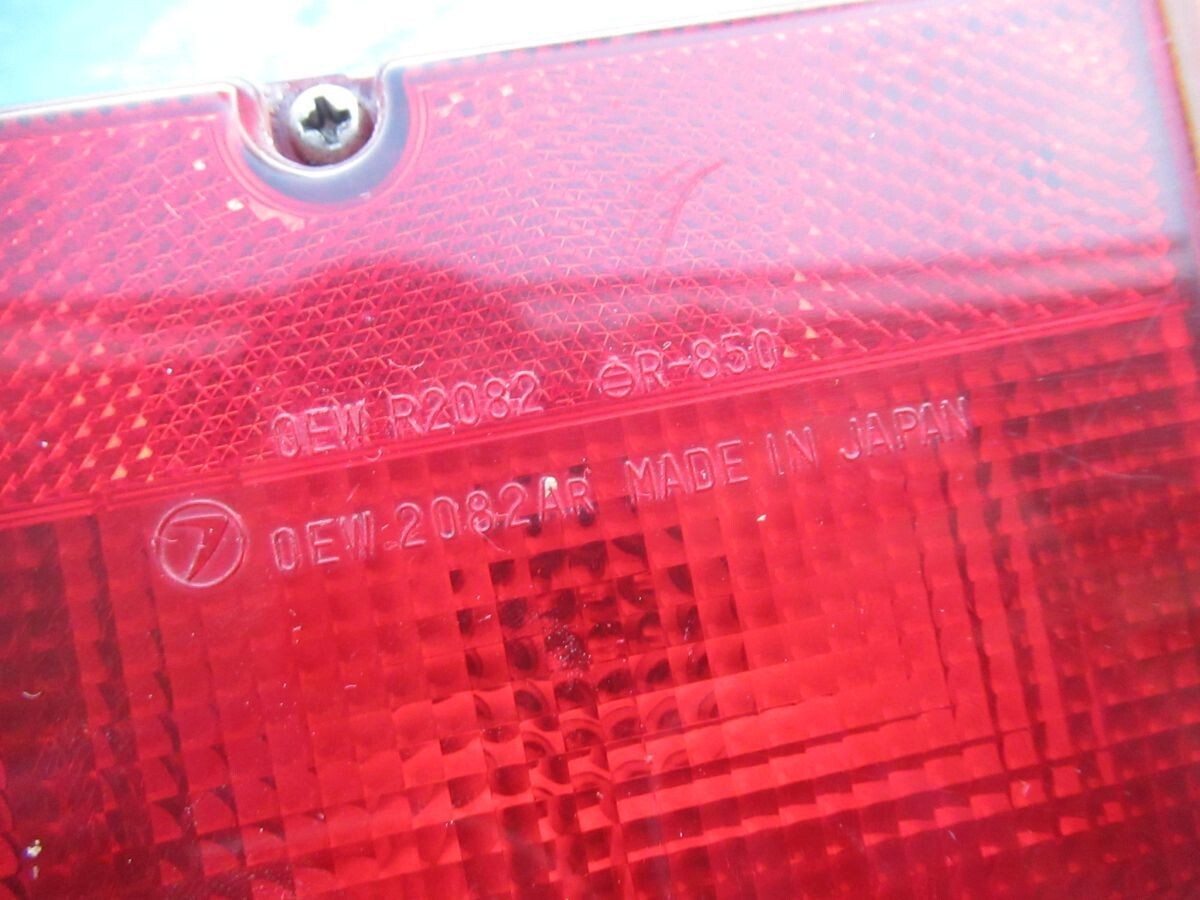 OEW R2082 ⊖R-850
OEW 2082AR MADE IN JAPAN